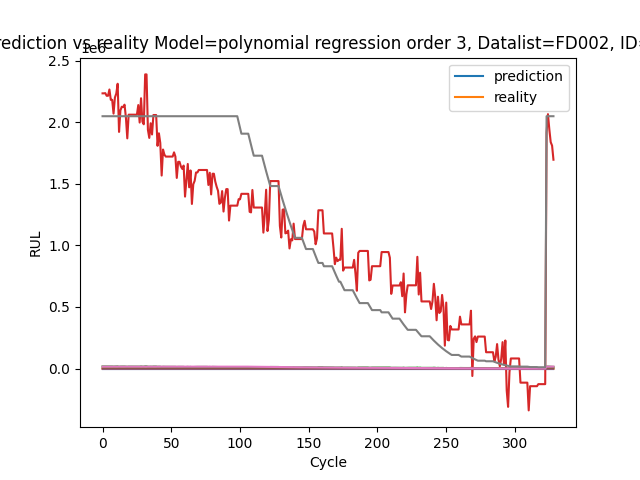 rediction vs reality Model=polynomial regression order 3, Datalist=FD002, ID=
1e6
2.5
2.0
1.5
1.0
0.5
0.0
RUL
prediction
reality
0 50 100 150 200 250 300
Cycle